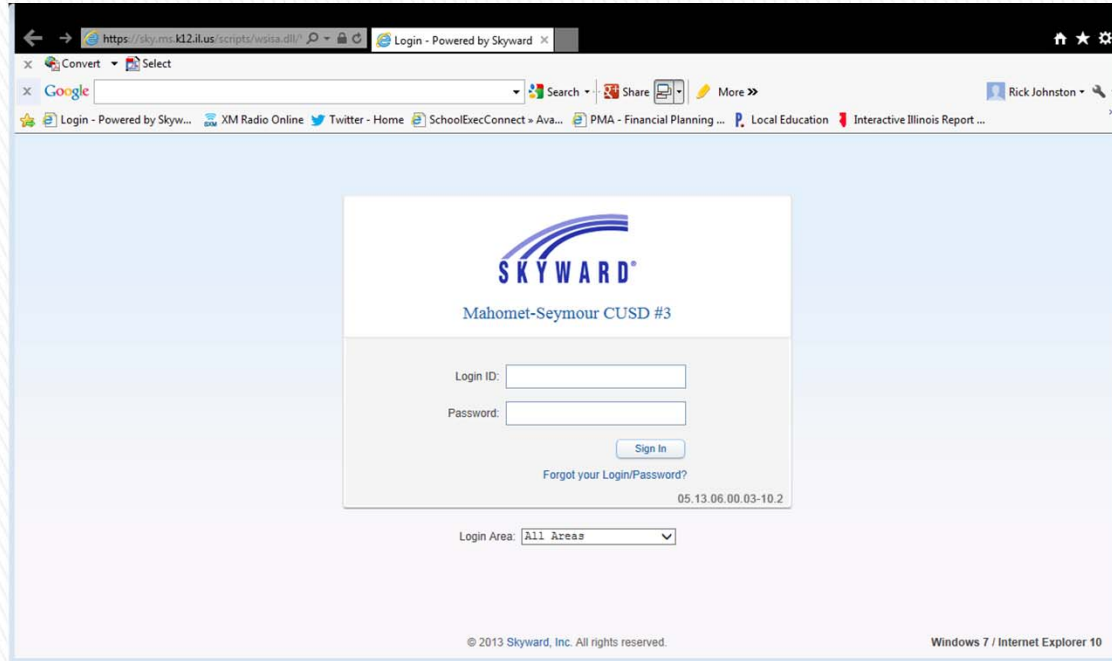 https://sky.ms.k12.il.us/scripts/wsisa.dll/ Login - Powered by Skyward
Convert Select
Google Search Share More » Rick Johnston
Login - Powered by Skyw... XM Radio Online Twitter - Home SchoolExecConnect » Ava... PMA - Financial Planning ... Local Education Interactive Illinois Report ...
SKYWARD®
Mahomet-Seymour CUSD #3
Login ID:
Password:
Sign In
Forgot your Login/Password?
05.13.06.00.03-10.2
Login Area: All Areas
© 2013 Skyward, Inc. All rights reserved. Windows 7 / Internet Explorer 10